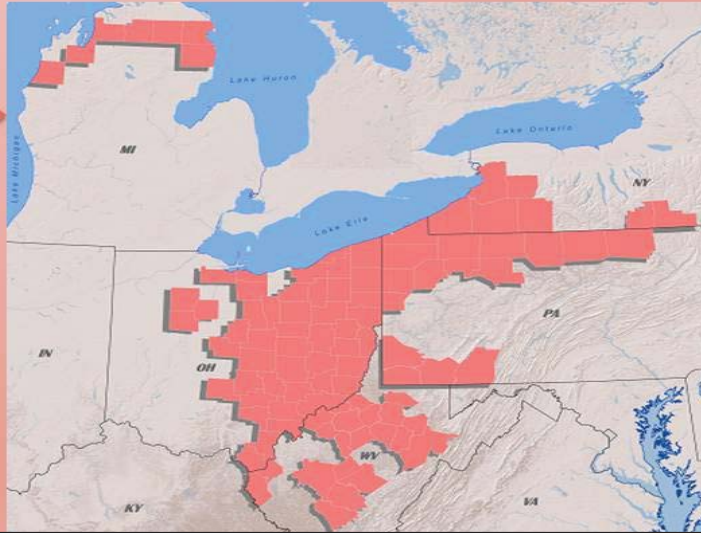 Lake Huron
Lake Ontario
MI
Lake Michigan
NY
Lake Erie
PA
IN
OH
WV
KY
VA